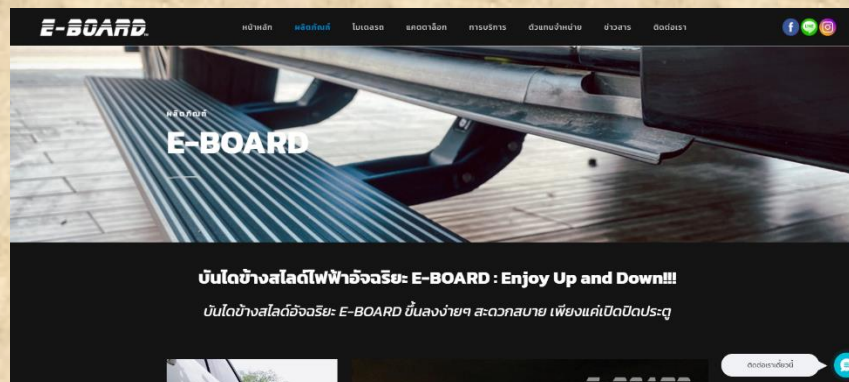 E-BOARD
หน้าหลัก ผลิตภัณฑ์ โมเดลรถ แคตตาล็อก การบริการ ตัวแทนจำหน่าย ข่าวสาร ติดต่อเรา
ผลิตภัณฑ์
E-BOARD
บันไดข้างสไลด์ไฟฟ้าอัจฉริยะ E-BOARD : Enjoy Up and Down!!!
บันไดข้างสไลด์อัจฉริยะ E-BOARD ขึ้นลงง่ายๆ สะดวกสบาย เพียงแค่เปิดปิดประตู
ติดต่อเราเดี๋ยวนี้